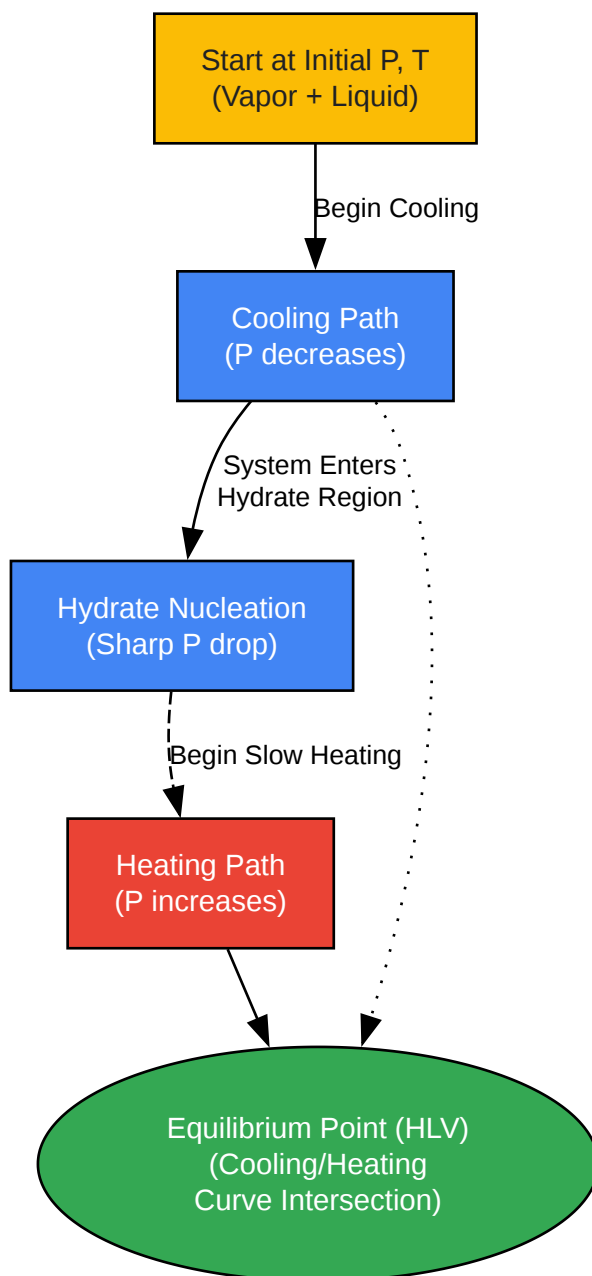 Start at Initial P, T
(Vapor + Liquid)
Begin Cooling
Cooling Path
(P decreases)
System Enters
Hydrate Region
Hydrate Nucleation
(Sharp P drop)
Begin Slow Heating
Heating Path
(P increases)
Equilibrium Point (HLV)
(Cooling/Heating
Curve Intersection)